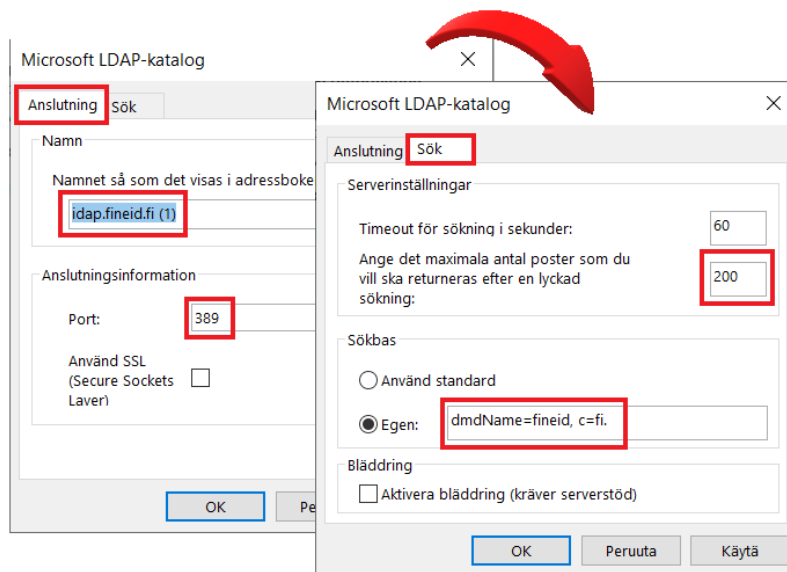 Microsoft LDAP-katalog
Anslutning
Sök
Namn
Namnet så som det visas i adressboke
idap.fineid.fi (1)
Anslutningsinformation
Port:
389
Använd SSL
(Secure Sockets
Layer)
OK
Pe
Microsoft LDAP-katalog
Anslutning
Sök
Serverinställningar
Timeout för sökning i sekunder:
60
Ange det maximala antal poster som du
vill ska returneras efter en lyckad
sökning:
200
Sökbas
Använd standard
Egen:
dmdName=fineid, c=fi.
Bläddring
Aktivera bläddring (kräver serverstöd)
OK
Peruuta
Käytä